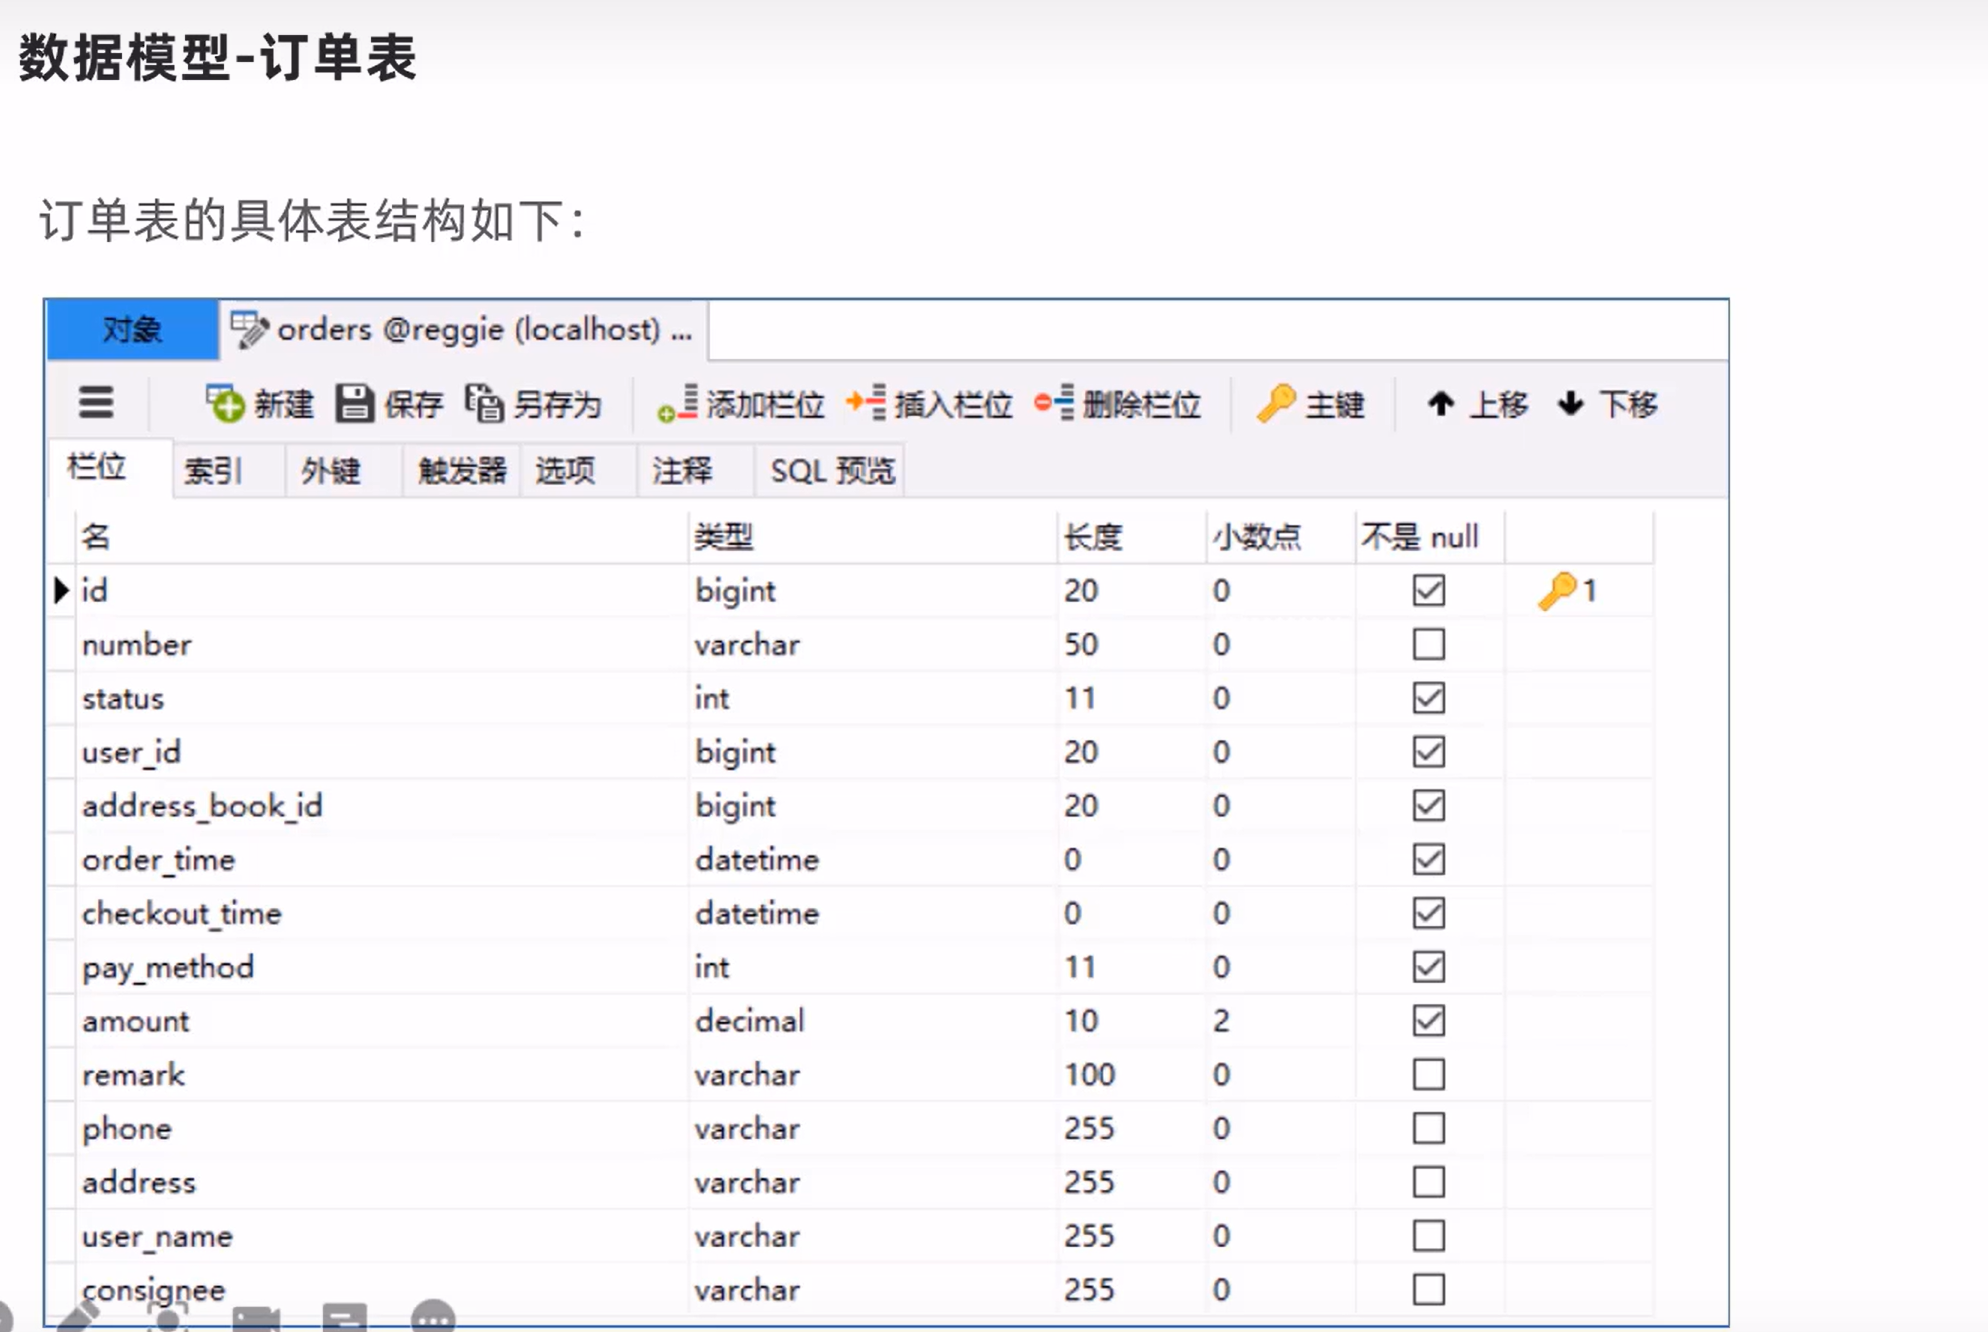 数据模型-订单表
订单表的具体表结构如下：
对象 orders @reggie (localhost) ...
新建 保存 另存为 添加栏位 插入栏位 删除栏位 主键 上移 下移
栏位 索引 外键 触发器 选项 注释 SQL 预览
名 类型 长度 小数点 不是 null
id bigint 20 0 1
number varchar 50 0
status int 11 0
user_id bigint 20 0
address_book_id bigint 20 0
order_time datetime 0 0
checkout_time datetime 0 0
pay_method int 11 0
amount decimal 10 2
remark varchar 100 0
phone varchar 255 0
address varchar 255 0
user_name varchar 255 0
consignee varchar 255 0